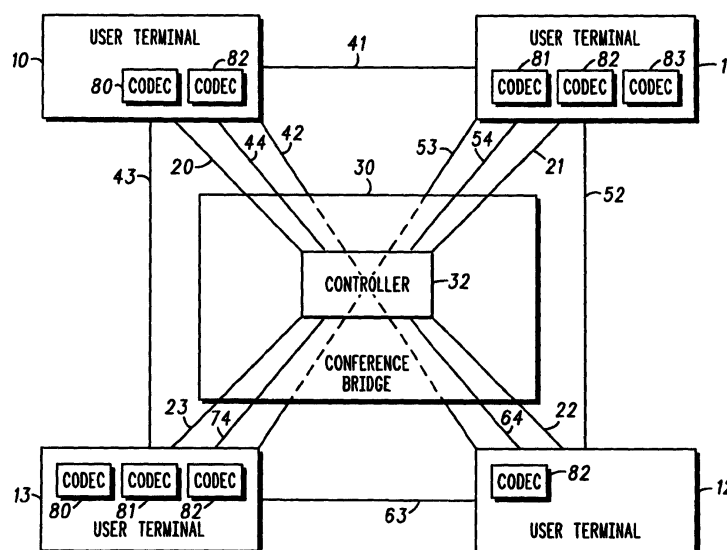 USER TERMINAL
10
80 CODEC
82 CODEC
41
USER TERMINAL
81 CODEC
82 CODEC
83 CODEC
1
43
20
44
42
53
54
21
52
30
CONTROLLER
32
CONFERENCE
BRIDGE
23
74
64
22
13
CODEC 80
CODEC 81
CODEC 82
USER TERMINAL
63
CODEC 82
12
USER TERMINAL